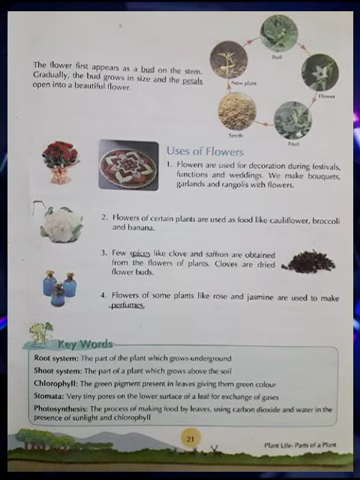 The flower first appears as a bud on the stem.
Gradually, the bud grows in size and the petals
open into a beautiful flower.
Bud
New plant
Flower
Seeds
Fruit
Uses of Flowers
1. Flowers are used for decoration during festivals,
functions and weddings. We make bouquets,
garlands and rangolis with flowers.
2. Flowers of certain plants are used as food like cauliflower, broccoli
and banana.
3. Few spices like clove and saffron are obtained
from the flowers of plants. Cloves are dried
flower buds.
4. Flowers of some plants like rose and jasmine are used to make
perfumes.
Key Words
Root system: The part of the plant which grows underground
Shoot system: The part of a plant which grows above the soil
Chlorophyll: The green pigment present in leaves giving them green colour
Stomata: Very tiny pores on the lower surface of a leaf for exchange of gases
Photosynthesis: The process of making food by leaves, using carbon dioxide and water in the
presence of sunlight and chlorophyll
21
Plant Life- Parts of a Plant